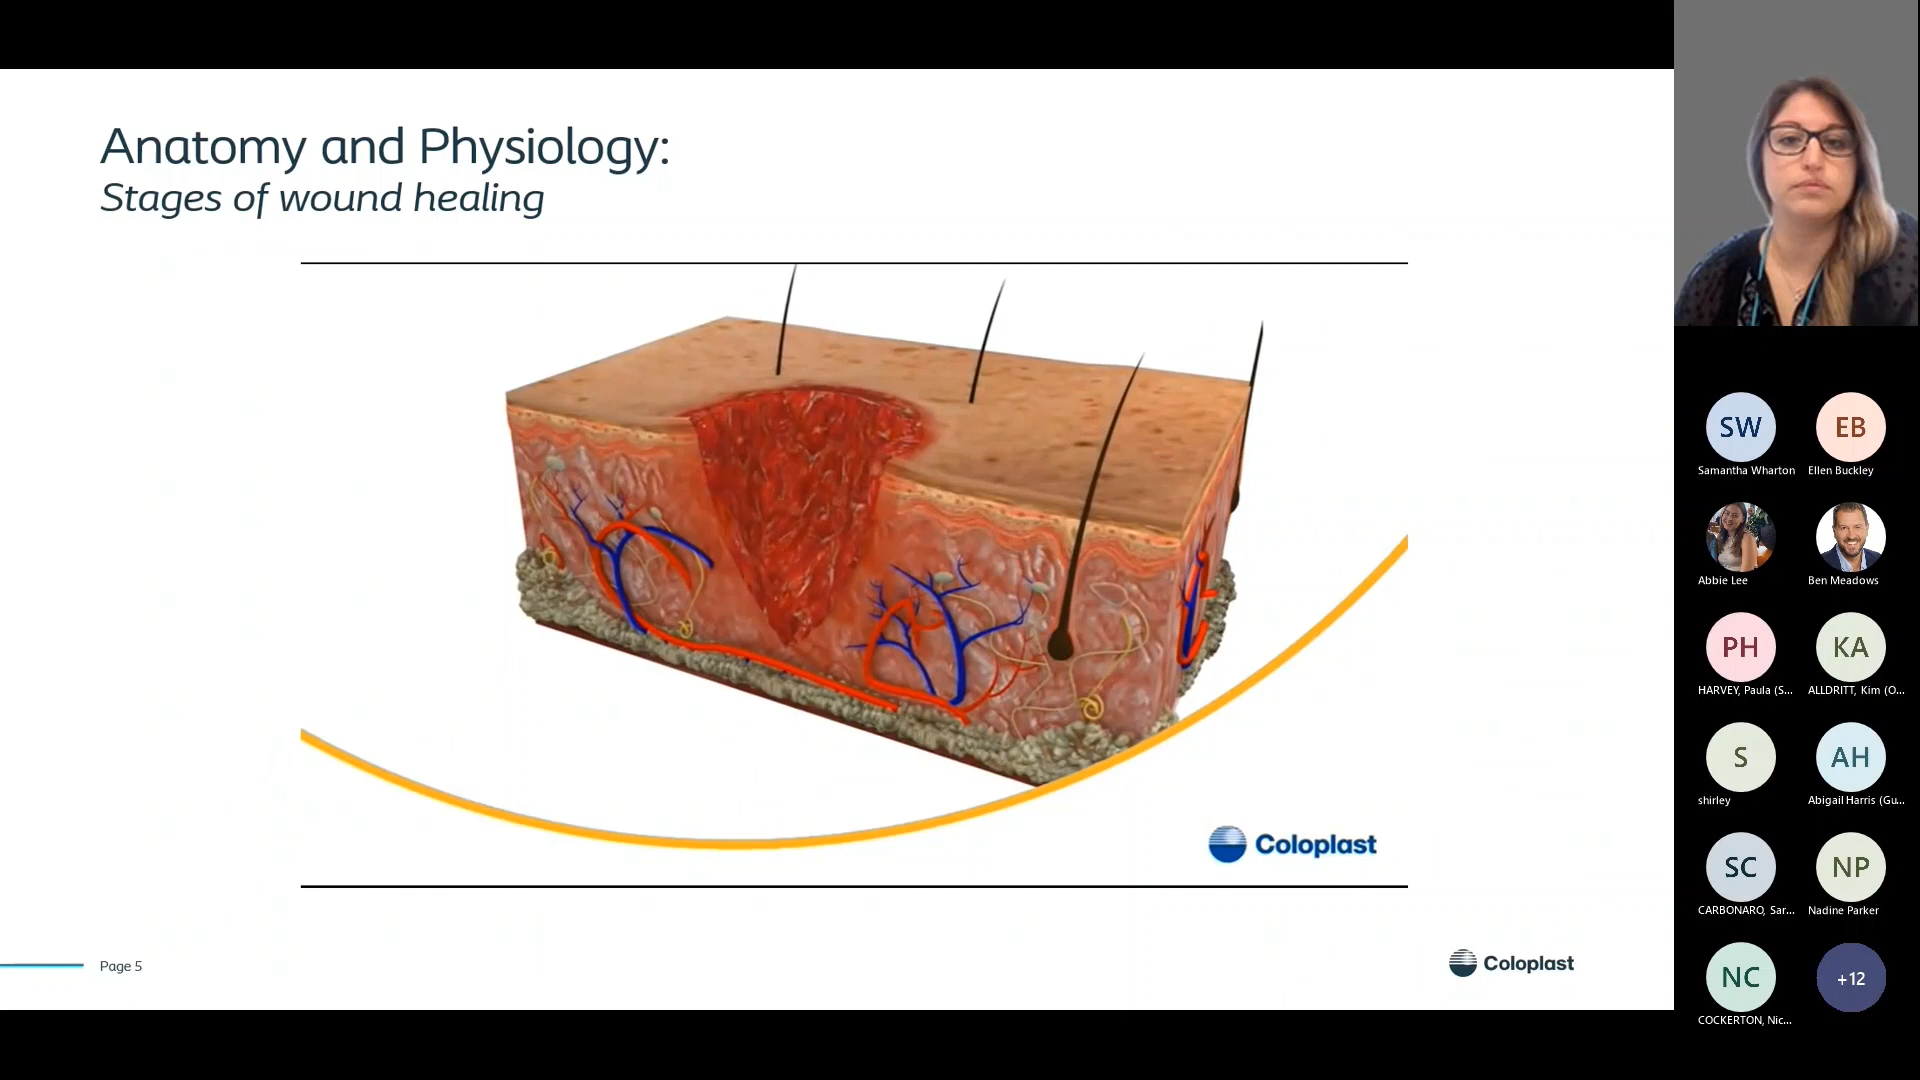 Anatomy and Physiology:
Stages of wound healing
Coloplast
Page 5
Coloplast
SW
EB
Samantha Wharton
Ellen Buckley
Abbie Lee
Ben Meadows
PH
KA
HARVEY, Paula (S...
ALLDRITT, Kim (O...
S
AH
shirley
Abigail Harris (Gu...
SC
NP
CARBONARO, Sar...
Nadine Parker
NC
+12
COCKERTON, Nic...